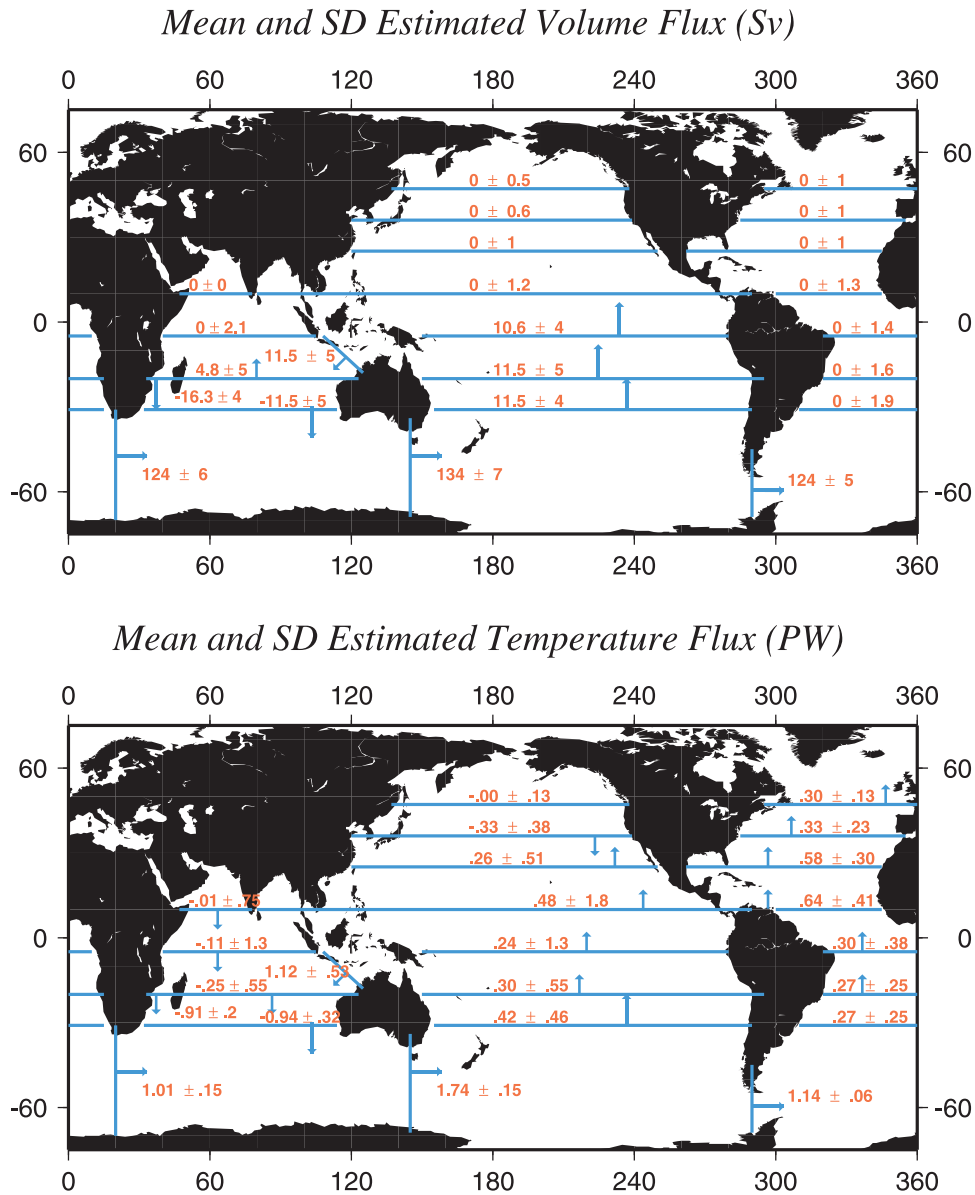 Mean and SD Estimated Volume Flux (Sv)
0 60 120 180 240 300 360
60 60
0 ± 0.5 0 ± 1
0 ± 0.6 0 ± 1
0 ± 1 0 ± 1
0 ± 0 0 ± 1.2 0 ± 1.3
0 0
0 ± 2.1 10.6 ± 4 0 ± 1.4
11.5 ± 5
4.8 ± 5 11.5 ± 5 0 ± 1.6
-16.3 ± 4 -11.5 ± 5 11.5 ± 4 0 ± 1.9
124 ± 6 134 ± 7 124 ± 5
-60 -60
0 60 120 180 240 300 360
Mean and SD Estimated Temperature Flux (PW)
0 60 120 180 240 300 360
60 60
-.00 ± .13 .30 ± .13
-.33 ± .38 .33 ± .23
.26 ± .51 .58 ± .30
-.01 ± .75 .48 ± 1.8 .64 ± .41
0 0
-.11 ± 1.3 .24 ± 1.3 .30 ± .38
1.12 ± .52
-.25 ± .55 .30 ± .55 .27 ± .25
-.91 ± .2 -0.94 ± .32 .42 ± .46 .27 ± .25
1.01 ± .15 1.74 ± .15 1.14 ± .06
-60 -60
0 60 120 180 240 300 360